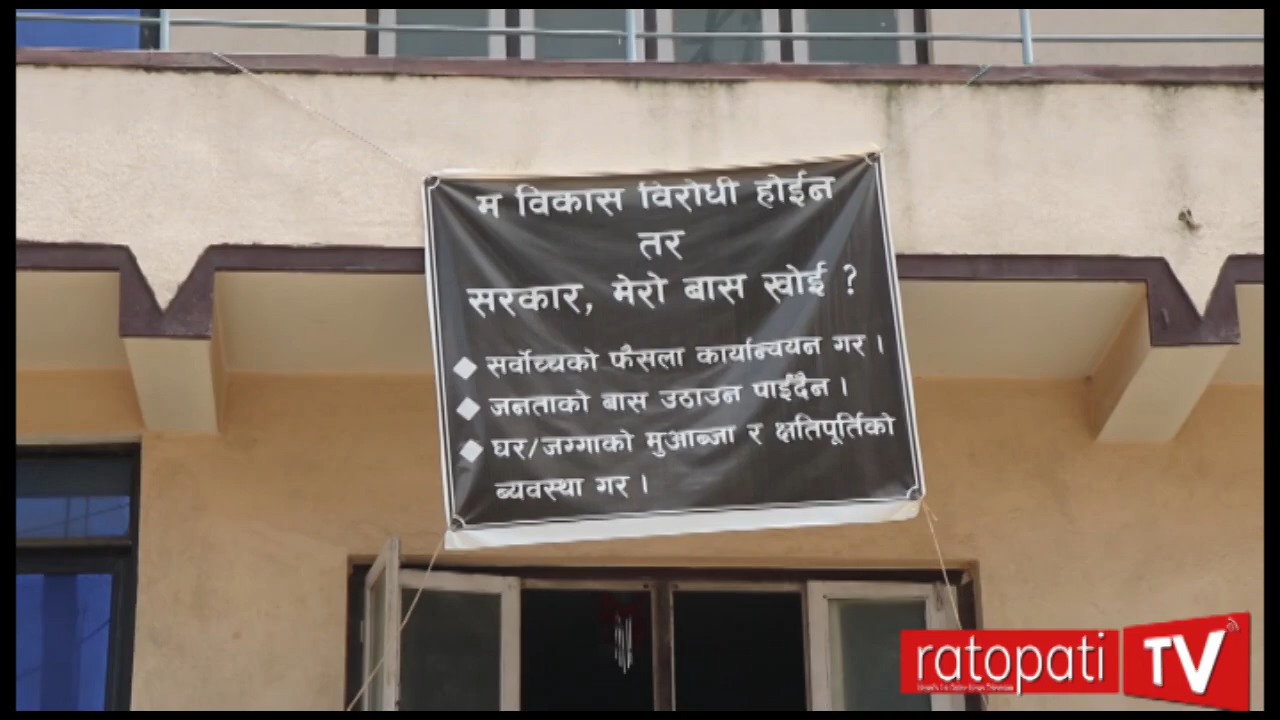 म विकास विरोधी होईन
तर
सरकार, मेरो बास खोई ?
सर्वोच्चको फैसला कार्यान्वयन गर ।
जनताको बास उठाउन पाईँदैन ।
घर/जग्गाको मुआब्जा र क्षतिपूर्तिको
ब्यवस्था गर ।
ratopati TV